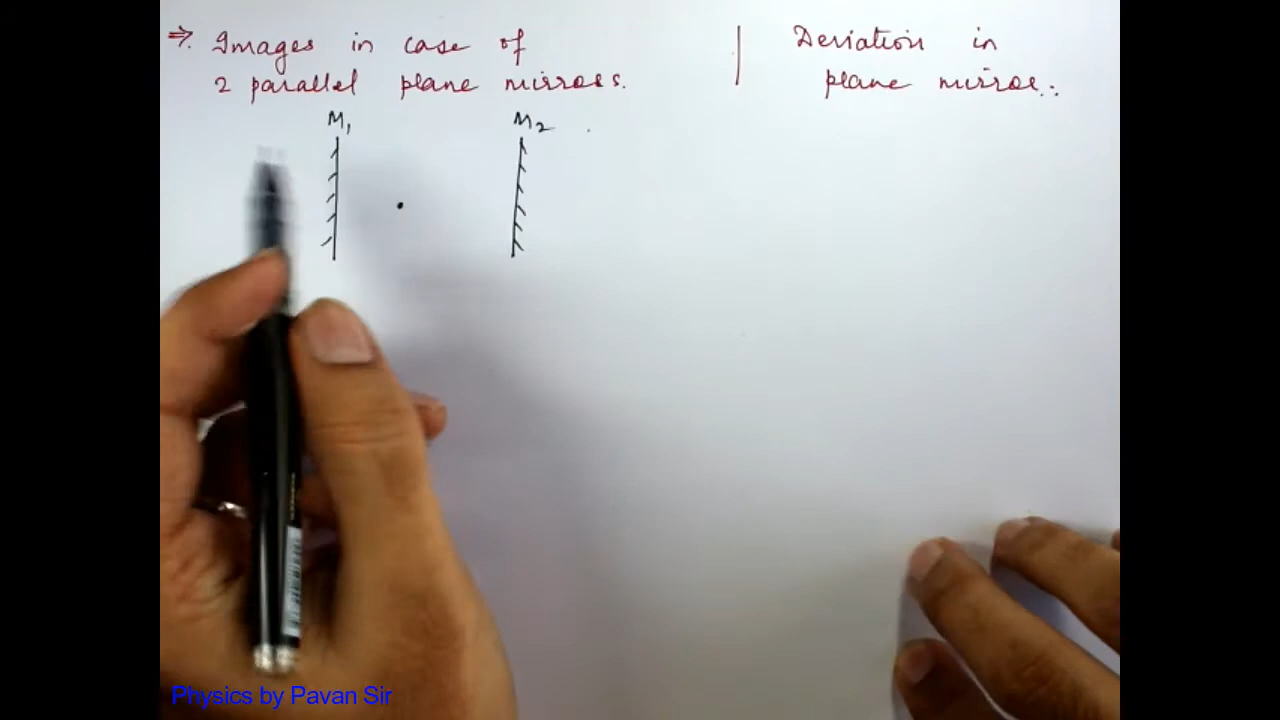 ⇒. Images in case of
2 parallel plane mirrors.
| Deviation in
plane mirror.:
M1
M2
Physics by Pavan Sir